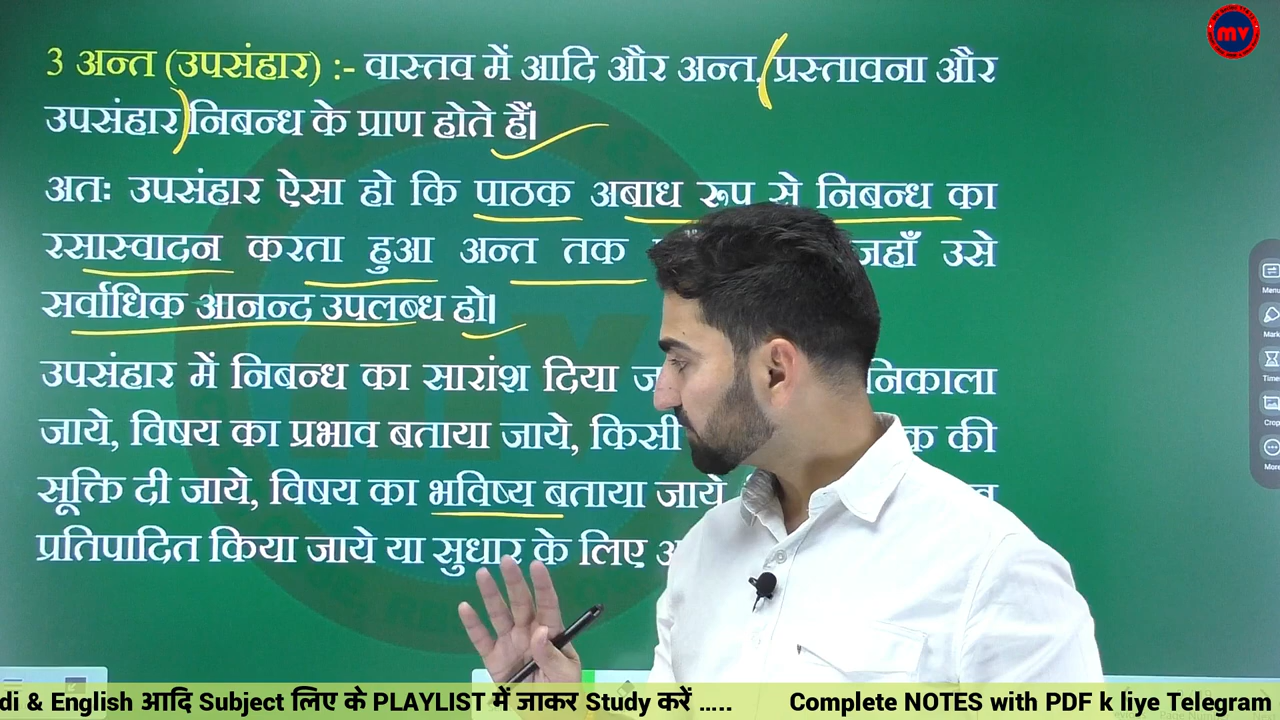 3 अन्त (उपसंहार) :- वास्तव में आदि और अन्त, प्रस्तावना और
उपसंहार निबन्ध के प्राण होते हैं।
अतः उपसंहार ऐसा हो कि पाठक अबाध रूप से निबन्ध का
रसास्वादन करता हुआ अन्त तक जहाँ उसे
सर्वाधिक आनन्द उपलब्ध हो।
उपसंहार में निबन्ध का सारांश दिया निकाला
जाये, विषय का प्रभाव बताया जाये, किसी की
सूक्ति दी जाये, विषय का भविष्य बताया जाये
प्रतिपादित किया जाये या सुधार के लिए
mv
Mark
& English आदि Subject लिए के PLAYLIST में जाकर Study करें ..... Complete NOTES with PDF k liye Telegram